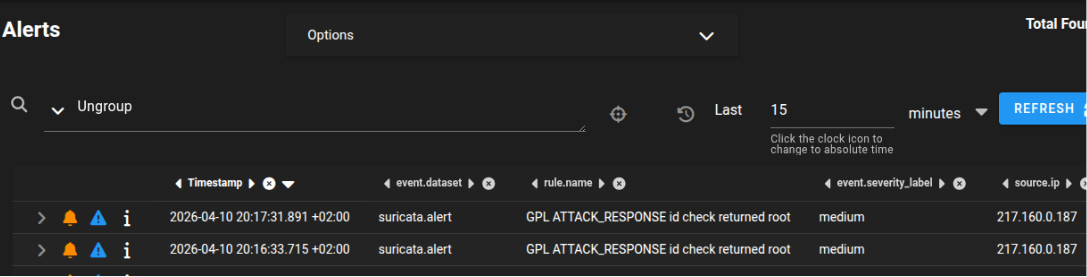 Alerts
Options
Total Fou
Ungroup
Last 15 minutes
REFRESH
Click the clock icon to
change to absolute time
Timestamp event.dataset rule.name event.severity_label source.ip
2026-04-10 20:17:31.891 +02:00 suricata.alert GPL ATTACK_RESPONSE id check returned root medium 217.160.0.187
2026-04-10 20:16:33.715 +02:00 suricata.alert GPL ATTACK_RESPONSE id check returned root medium 217.160.0.187